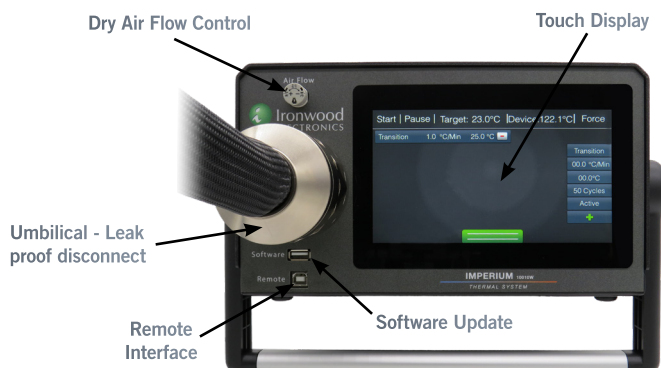 Dry Air Flow Control
Touch Display
Air Flow
Ironwood
ELECTRONICS
Start | Pause | Target: 23.0°C |Device:122.1°C| Force
Transition 1.0 °C/Min 25.0 °C
Transition
00.0 °C/Min
00.0°C
50 Cycles
Active
Umbilical - Leak
proof disconnect
Software
Remote
IMPERIUM
THERMAL SYSTEM
Software Update
Remote
Interface